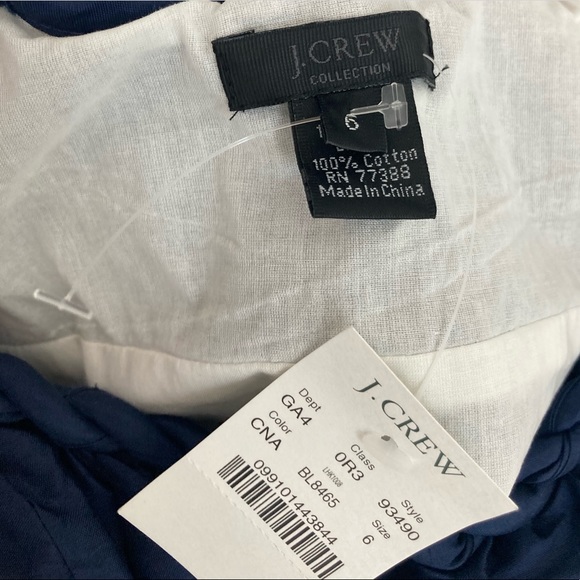 J.CREW
COLLECTION
6
100% Cotton
RN 77388
Made in China
J.CREW
Dept Class Style
GA4 0R3 93490
Color Size
CNA BL8465 6
099101443844